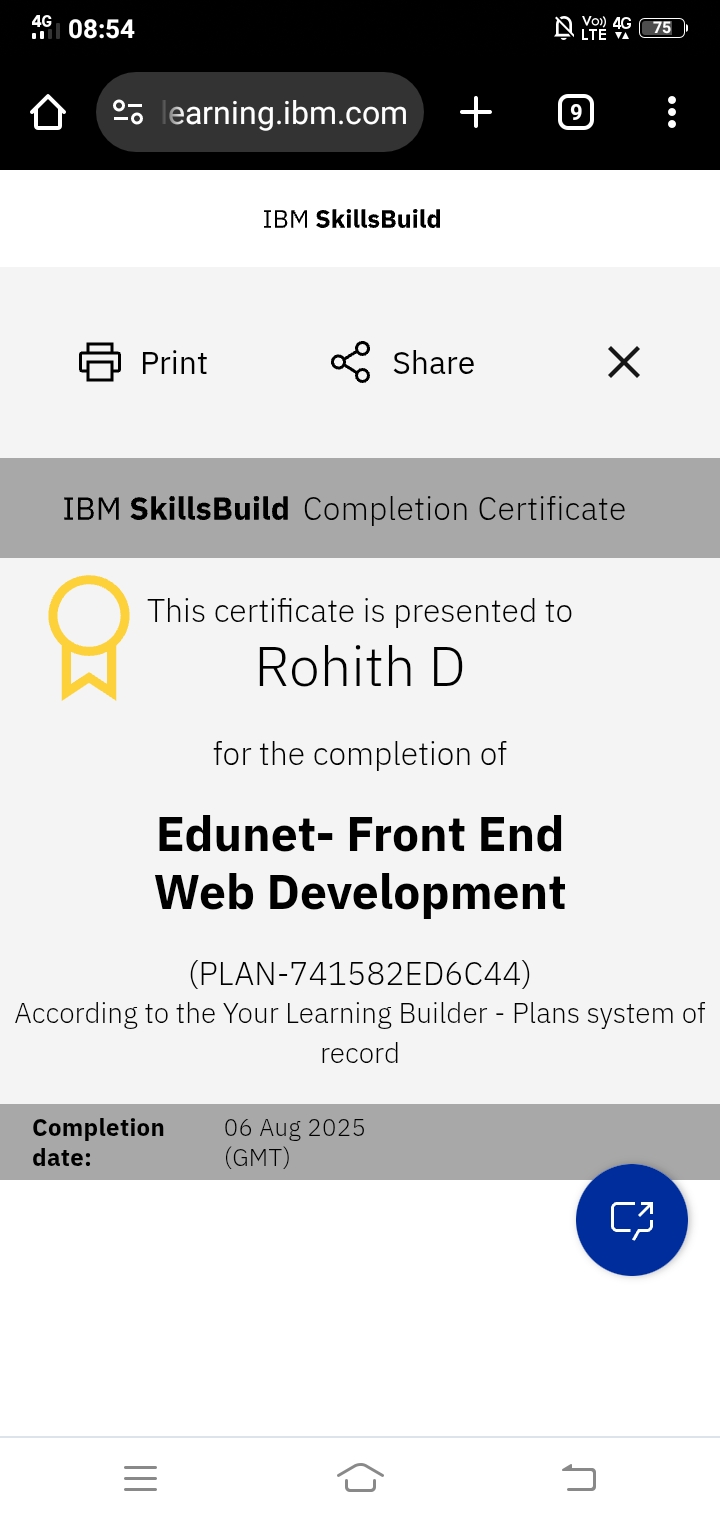 4G 08:54 Vo)) LTE 4G 75
learning.ibm.com 9
IBM SkillsBuild
Print Share
IBM SkillsBuild Completion Certificate
This certificate is presented to
Rohith D
for the completion of
Edunet- Front End
Web Development
(PLAN-741582ED6C44)
According to the Your Learning Builder - Plans system of
record
Completion date: 06 Aug 2025 (GMT)